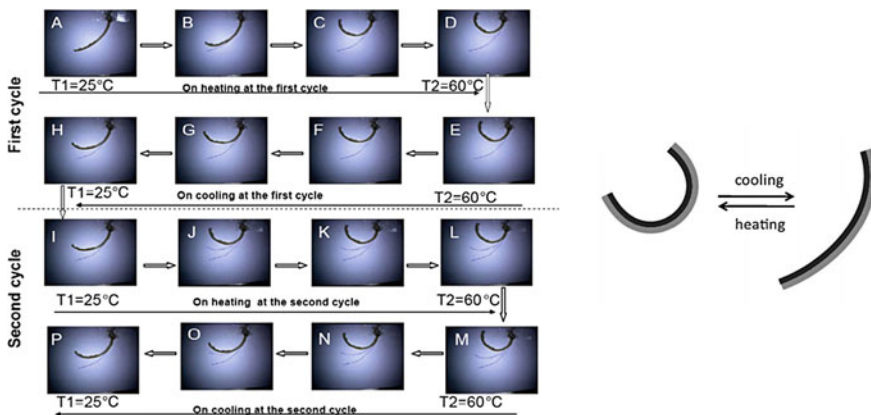 First cycle
A
B
C
D
T1=25°C
On heating at the first cycle
T2=60°C
H
G
F
E
T1=25°C
On cooling at the first cycle
T2=60°C
Second cycle
I
J
K
L
T1=25°C
On heating at the second cycle
T2=60°C
P
O
N
M
T1=25°C
On cooling at the second cycle
T2=60°C
cooling
heating